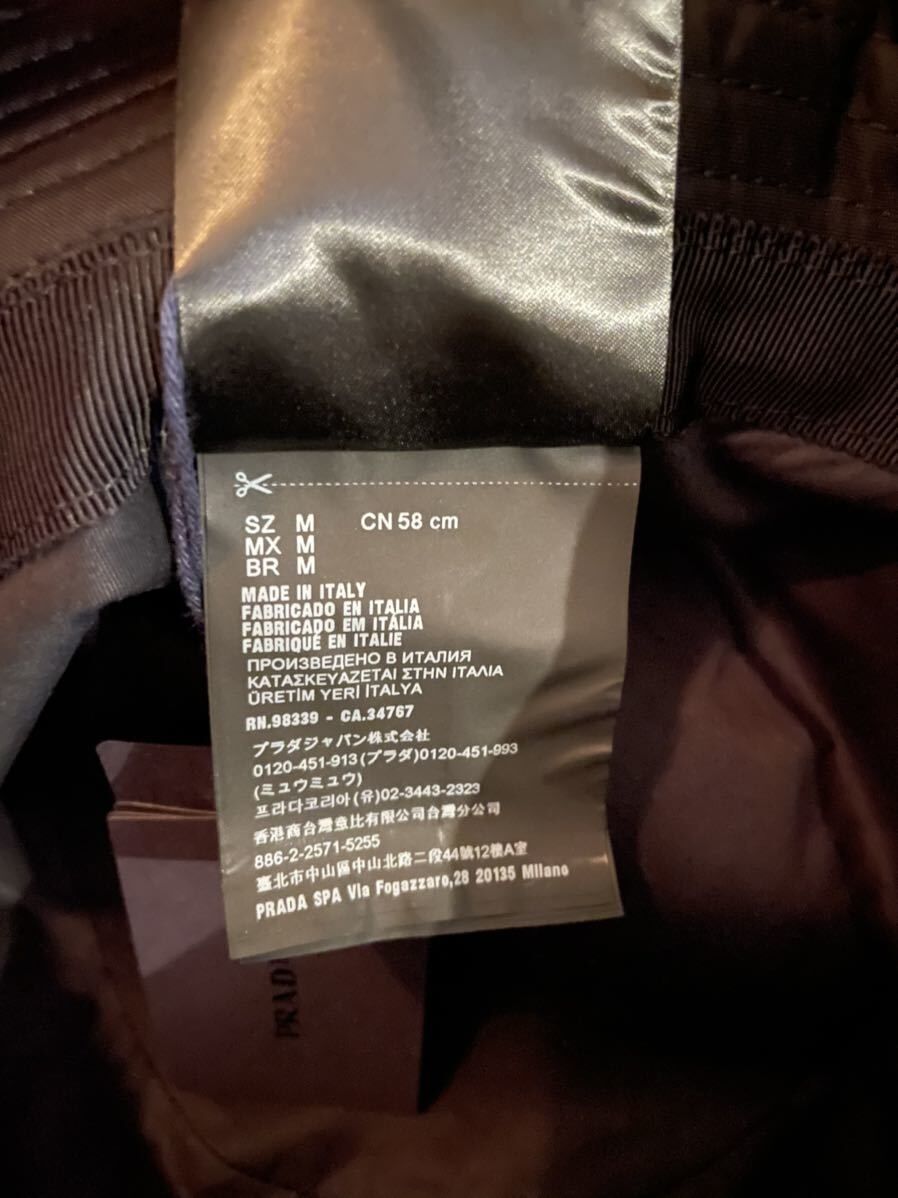 SZ M CN 58 cm
MX M
BR M
MADE IN ITALY
FABRICADO EN ITALIA
FABRICADO EM ITÁLIA
FABRIQUÉ EN ITALIE
ПРОИЗВЕДЕНО В ИТАЛИЯ
ΚΑΤΑΣΚΕΥΑΖΕΤΑΙ ΣΤΗΝ ΙΤΑΛΙΑ
ÜRETİM YERİ İTALYA
RN.98339 - CA.34767
プラダジャパン株式会社
0120-451-913(プラダ)0120-451-993
(ミュウミュウ)
프라다코리아(유)02-3443-2323
香港商台灣意比有限公司台灣分公司
886-2-2571-5255
臺北市中山區中山北路二段44號12樓A室
PRADA SPA Via Fogazzaro,28 20135 Milano
PRAD